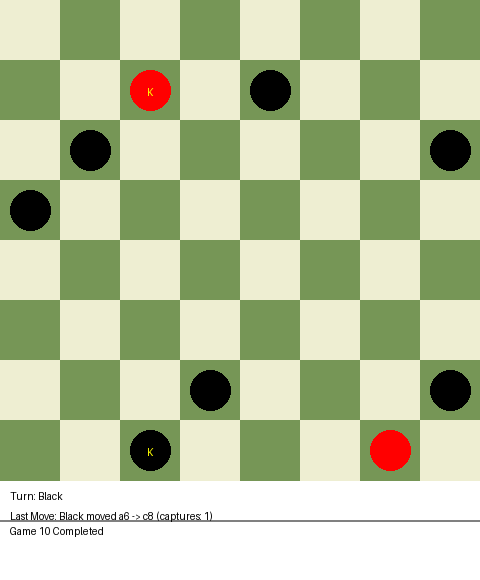 K
K
Turn: Black
Last Move: Black moved a6 -> c8 (captures: 1)
Game 10 Completed